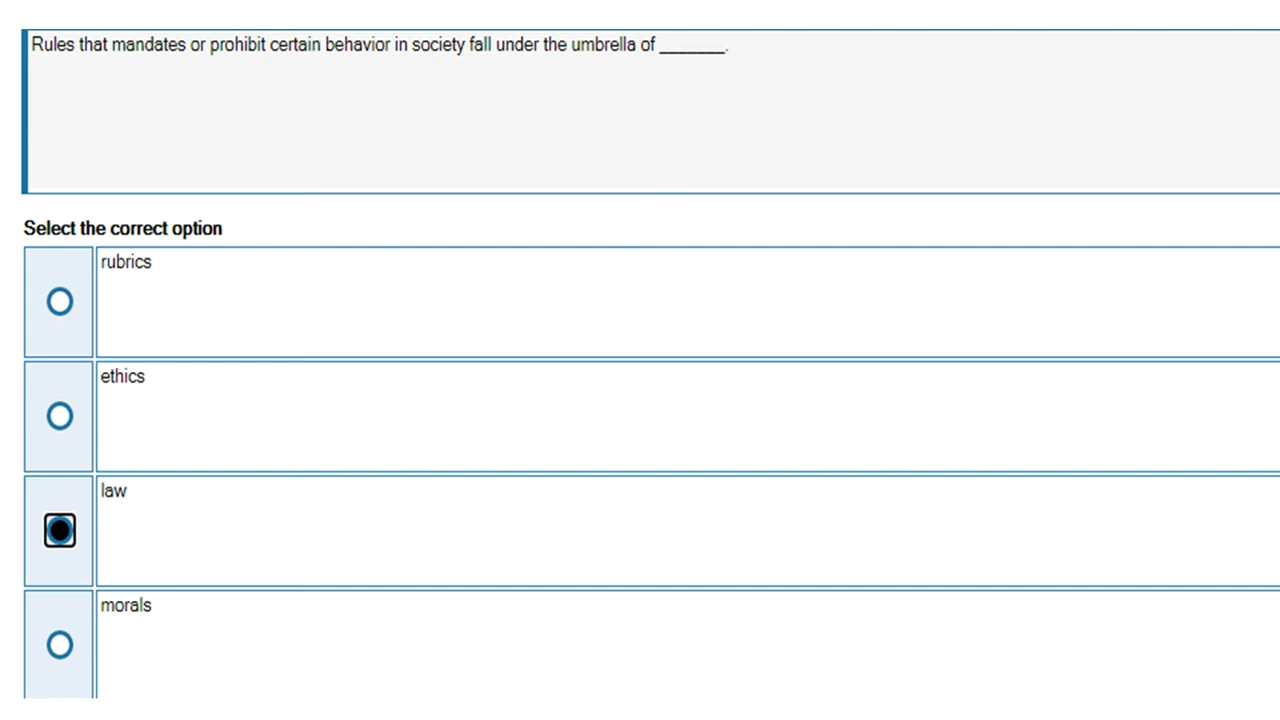 Rules that mandates or prohibit certain behavior in society fall under the umbrella of _______.
Select the correct option
rubrics
ethics
law
morals